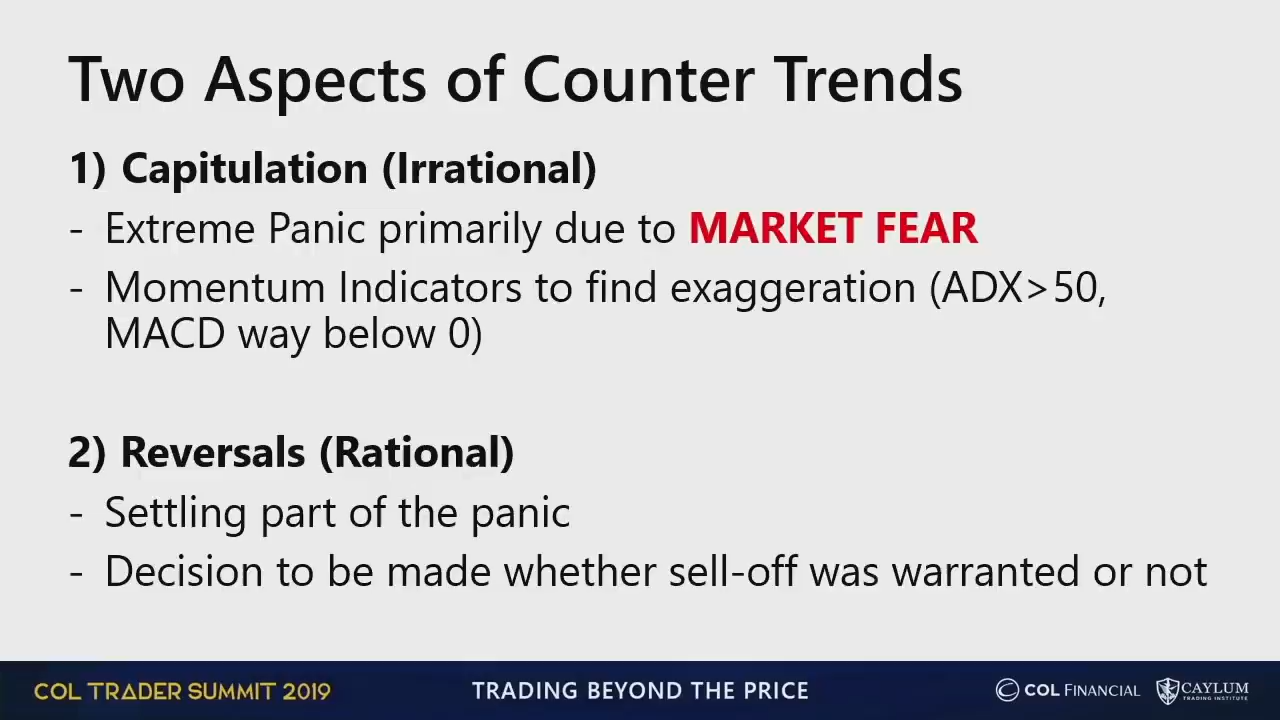 Two Aspects of Counter Trends
1) Capitulation (Irrational)
- Extreme Panic primarily due to MARKET FEAR
- Momentum Indicators to find exaggeration (ADX>50,
MACD way below 0)
2) Reversals (Rational)
- Settling part of the panic
- Decision to be made whether sell-off was warranted or not
COL TRADER SUMMIT 2019
TRADING BEYOND THE PRICE
COL FINANCIAL
CAYLUM
TRADING INSTITUTE